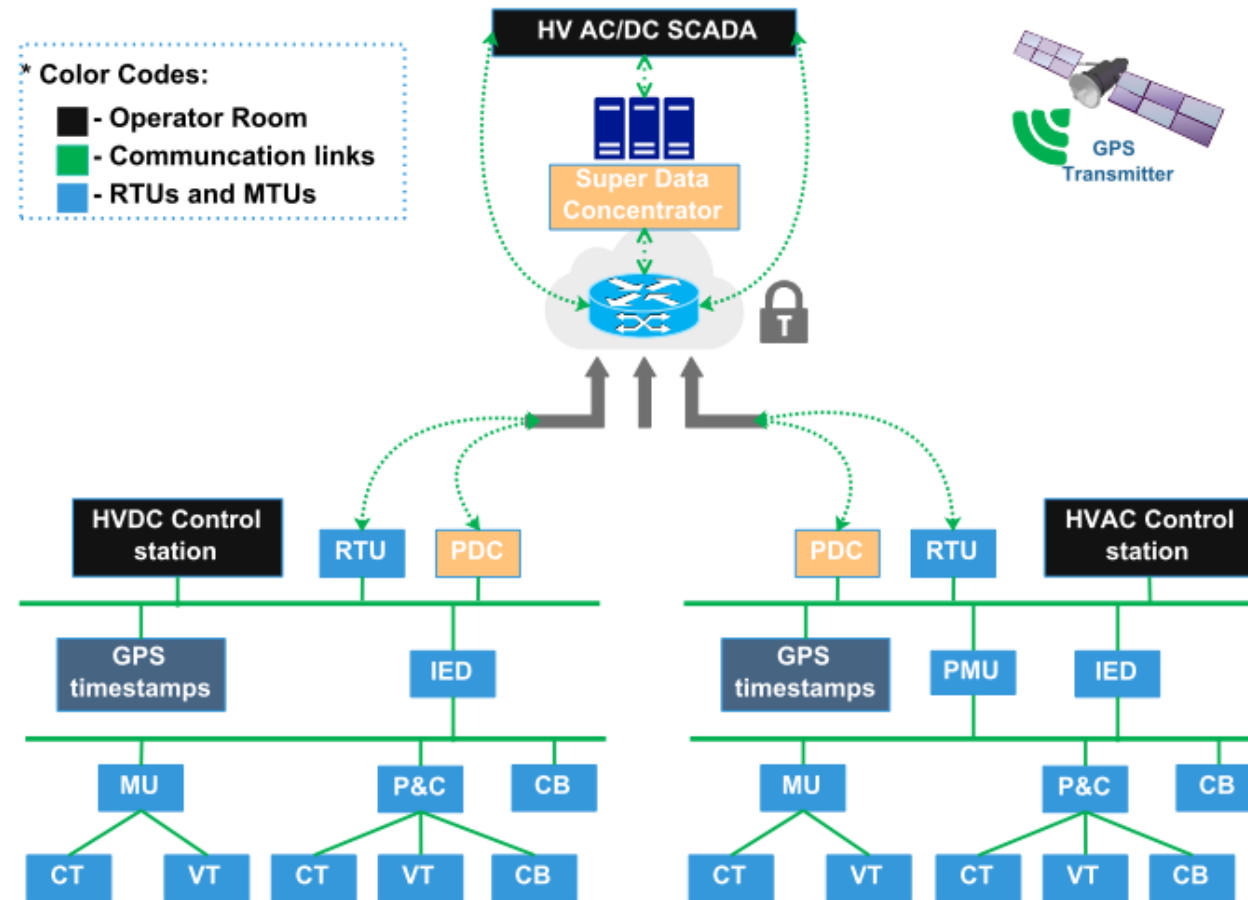 HV AC/DC SCADA
* Color Codes:
- Operator Room
- Communcation links
- RTUs and MTUs
GPS
Transmitter
Super Data
Concentrator
T
HVDC Control
station
RTU
PDC
PDC
RTU
HVAC Control
station
GPS
timestamps
IED
GPS
timestamps
PMU
IED
MU
P&C
CB
MU
P&C
CB
CT
VT
CT
VT
CB
CT
VT
CT
VT
CB